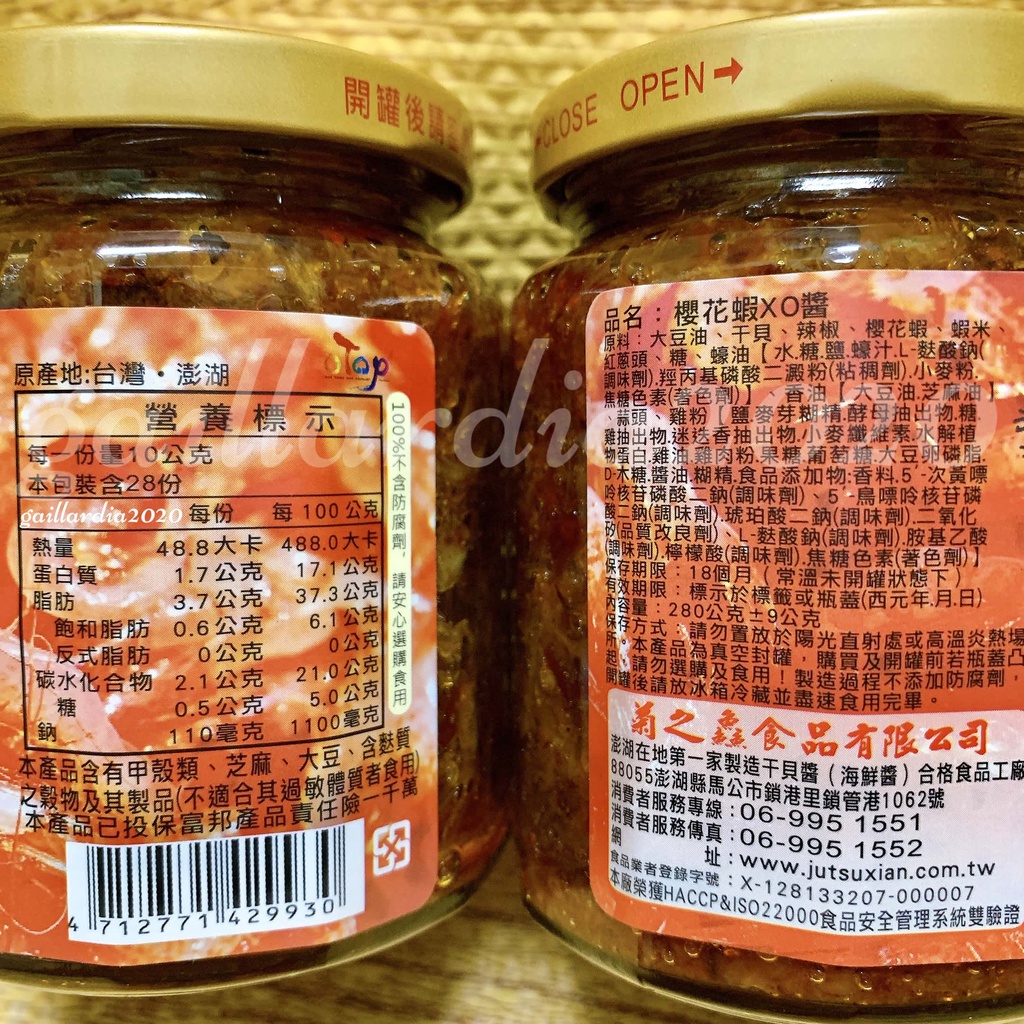 開罐後請
CLOSE OPEN→
原產地:台灣・澎湖
oTop
營養標示
每一份量10公克
本包裝含28份
每份 每100公克
熱量 48.8大卡 488.0大卡
蛋白質 1.7公克 17.1公克
脂肪 3.7公克 37.3公克
飽和脂肪 0.6公克 6.1公克
反式脂肪 0公克 0公克
碳水化合物 2.1公克 21.0公克
糖 0.5公克 5.0公克
鈉 110毫克 1100毫克
100%不含防腐劑,請安心選購食用
本產品含有甲殼類、芝麻、大豆、含麩質
之穀物及其製品(不適合其過敏體質者食用)
本產品已投保富邦產品責任險一千萬
4 712771 429930
gaillardia2020
gaillardia2020
品名:櫻花蝦XO醬
原料:大豆油、干貝、辣椒、櫻花蝦、蝦米、
紅蔥頭、糖、蠔油【水.糖.鹽.蠔汁.L-麩酸鈉(
調味劑).羥丙基磷酸二澱粉(粘稠劑).小麥粉.
焦糖色素(著色劑)】、香油【大豆油.芝麻油】
、蒜頭、雞粉【鹽.麥芽糊精.酵母抽出物.糖.
雞抽出物.迷迭香抽出物.小麥纖維素.水解植
物蛋白.雞油.雞肉粉.果糖.葡萄糖.大豆卵磷脂.
D-木糖.醬油.糊精.食品添加物:香料.5'-次黃嘌
呤核苷磷酸二鈉(調味劑)、5'-鳥嘌呤核苷磷
酸二鈉(調味劑).琥珀酸二鈉(調味劑).二氧化
矽(品質改良劑)、L-麩酸鈉(調味劑).胺基乙酸
(調味劑).檸檬酸(調味劑).焦糖色素(著色劑)】
保存期限:18個月(常溫未開罐狀態下)
有效期限:標示於標籤或瓶蓋(西元年.月.日)
內容量:280公克±9公克
保存方式:請勿置放於陽光直射處或高溫炎熱場
所。本產品為真空封罐,購買及開罐前若瓶蓋凸
起,請勿選購及食用!製造過程不添加防腐劑,
開罐後請放冰箱冷藏並盡速食用完畢。
菊之鱻食品有限公司
澎湖在地第一家製造干貝醬(海鮮醬)合格食品工廠
88055澎湖縣馬公市鎖港里鎖管港1062號
消費者服務專線:06-995 1551
消費者服務傳真:06-995 1552
網址:www.jutsuxian.com.tw
食品業者登錄字號:X-128133207-000007
本廠榮獲HACCP&ISO22000食品安全管理系統雙驗證